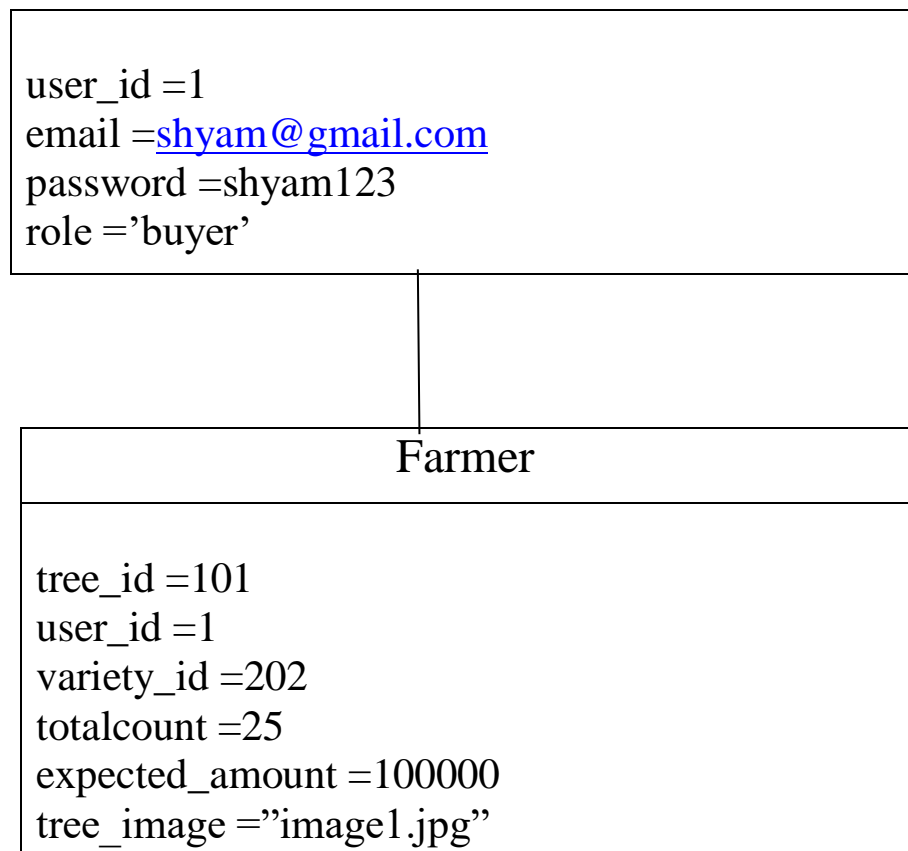 user_id =1
email =shyam@gmail.com
password =shyam123
role =’buyer’
Farmer
tree_id =101
user_id =1
variety_id =202
totalcount =25
expected_amount =100000
tree_image =”image1.jpg”